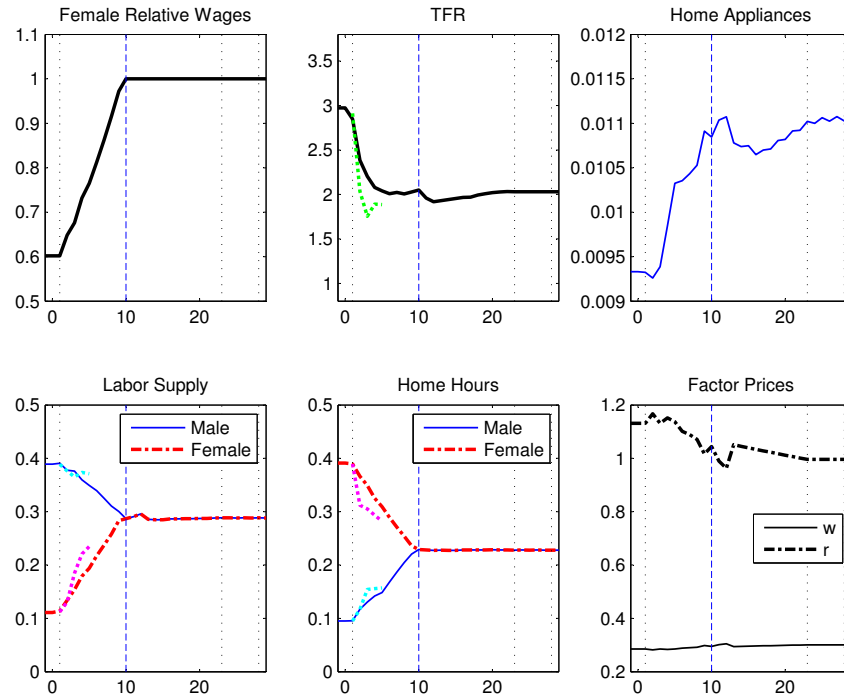 Female Relative Wages
1.1
1
0.9
0.8
0.7
0.6
0.5
0 10 20
TFR
3.5
3
2.5
2
1.5
1
0 10 20
Home Appliances
0.012
0.0115
0.011
0.0105
0.01
0.0095
0.009
0 10 20
Labor Supply
0.5
0.4
0.3
0.2
0.1
0
0 10 20
Male
Female
Home Hours
0.5
0.4
0.3
0.2
0.1
0
0 10 20
Male
Female
Factor Prices
1.2
1
0.8
0.6
0.4
0.2
0 10 20
w
r